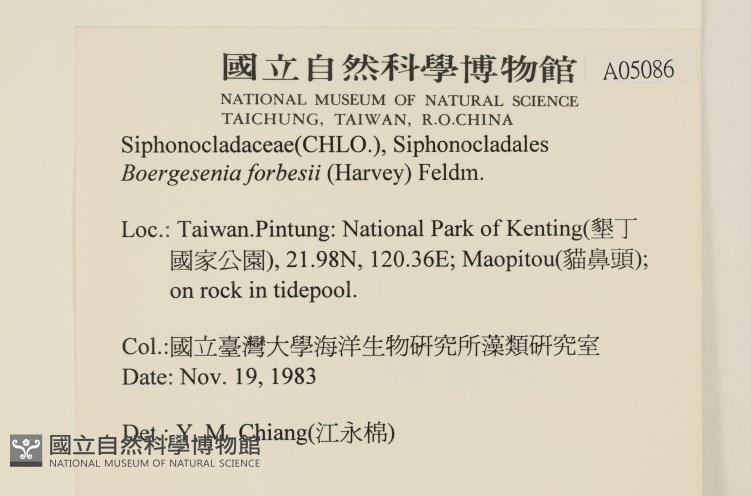 國立自然科學博物館
A05086
NATIONAL MUSEUM OF NATURAL SCIENCE
TAICHUNG, TAIWAN, R.O.CHINA
Siphonocladaceae(CHLO.), Siphonocladales
Boergesenia forbesii (Harvey) Feldm.
Loc.: Taiwan.Pintung: National Park of Kenting(墾丁
國家公園), 21.98N, 120.36E; Maopitou(貓鼻頭);
on rock in tidepool.
Col.:國立臺灣大學海洋生物研究所藻類研究室
Date: Nov. 19, 1983
Det.: Y. M. Chiang(江永棉)
國立自然科學博物館
NATIONAL MUSEUM OF NATURAL SCIENCE